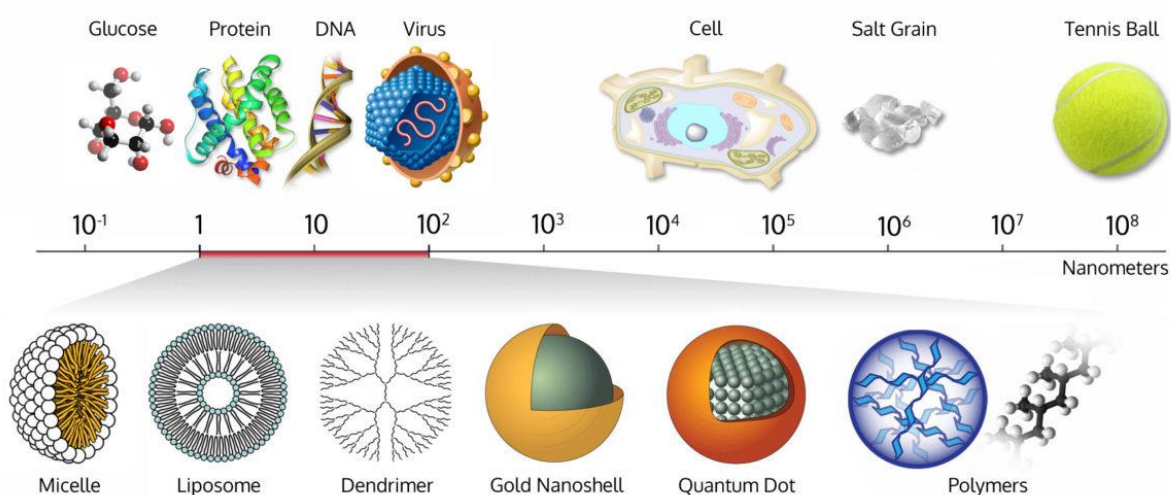 Glucose Protein DNA Virus Cell Salt Grain Tennis Ball
10⁻¹ 1 10 10² 10³ 10⁴ 10⁵ 10⁶ 10⁷ 10⁸
Nanometers
Micelle Liposome Dendrimer Gold Nanoshell Quantum Dot Polymers